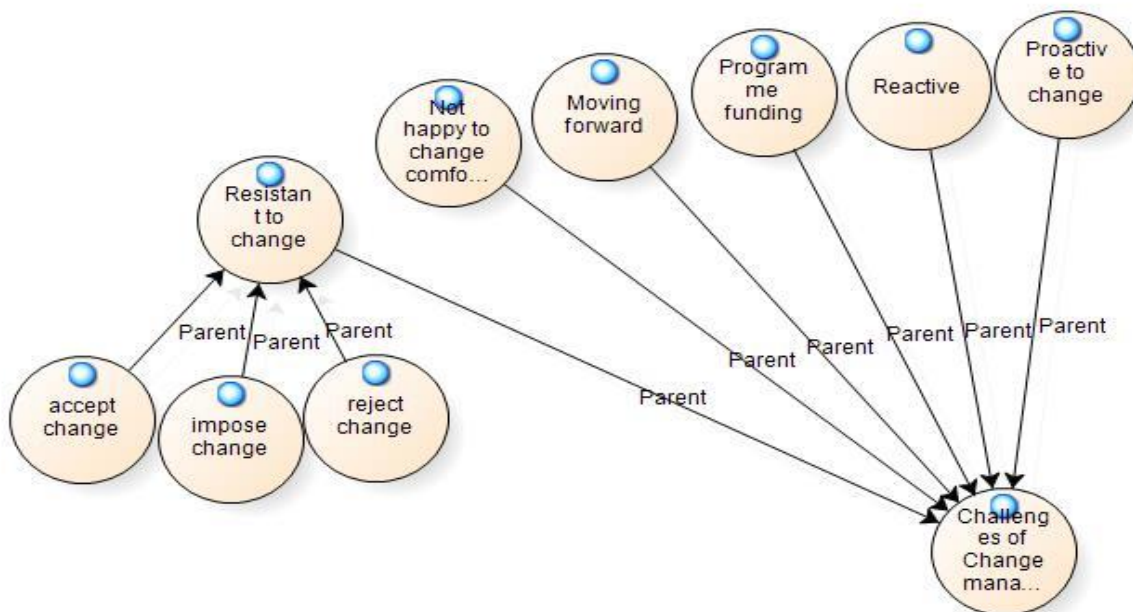 Not
happy to
change
comfo...
Moving
forward
Program
me
funding
Reactive
Proactiv
e to
change
Resistan
t to
change
Parent
Parent
Parent
Parent
Parent
Parent
Parent
Parent
Parent
accept
change
impose
change
reject
change
Challeng
es of
Change
mana...